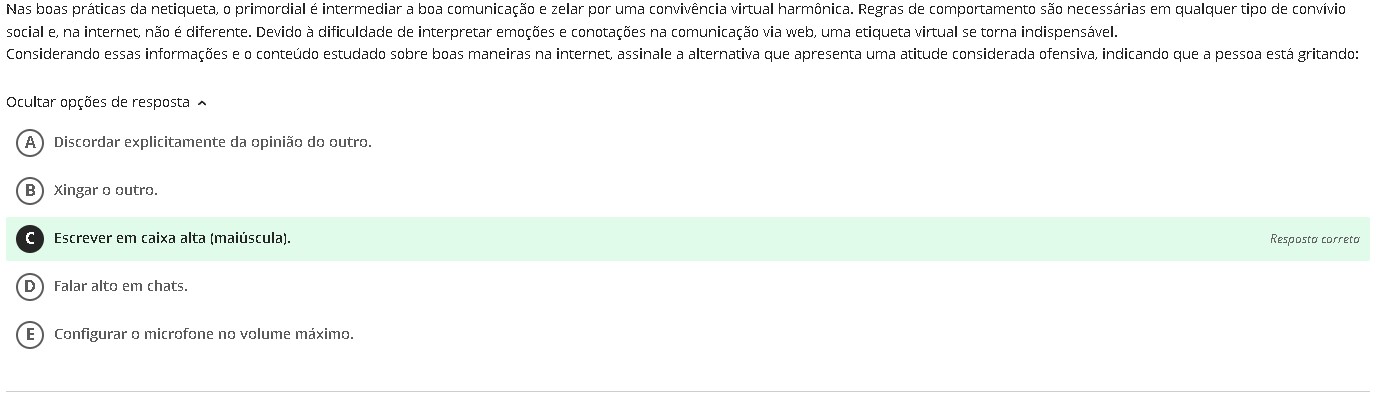 Nas boas práticas da netiqueta, o primordial é intermediar a boa comunicação e zelar por uma convivência virtual harmônica. Regras de comportamento são necessárias em qualquer tipo de convívio
social e, na internet, não é diferente. Devido à dificuldade de interpretar emoções e conotações na comunicação via web, uma etiqueta virtual se torna indispensável.
Considerando essas informações e o conteúdo estudado sobre boas maneiras na internet, assinale a alternativa que apresenta uma atitude considerada ofensiva, indicando que a pessoa está gritando:
Ocultar opções de resposta
A Discordar explicitamente da opinião do outro.
B Xingar o outro.
C Escrever em caixa alta (maiúscula). Resposta correta
D Falar alto em chats.
E Configurar o microfone no volume máximo.